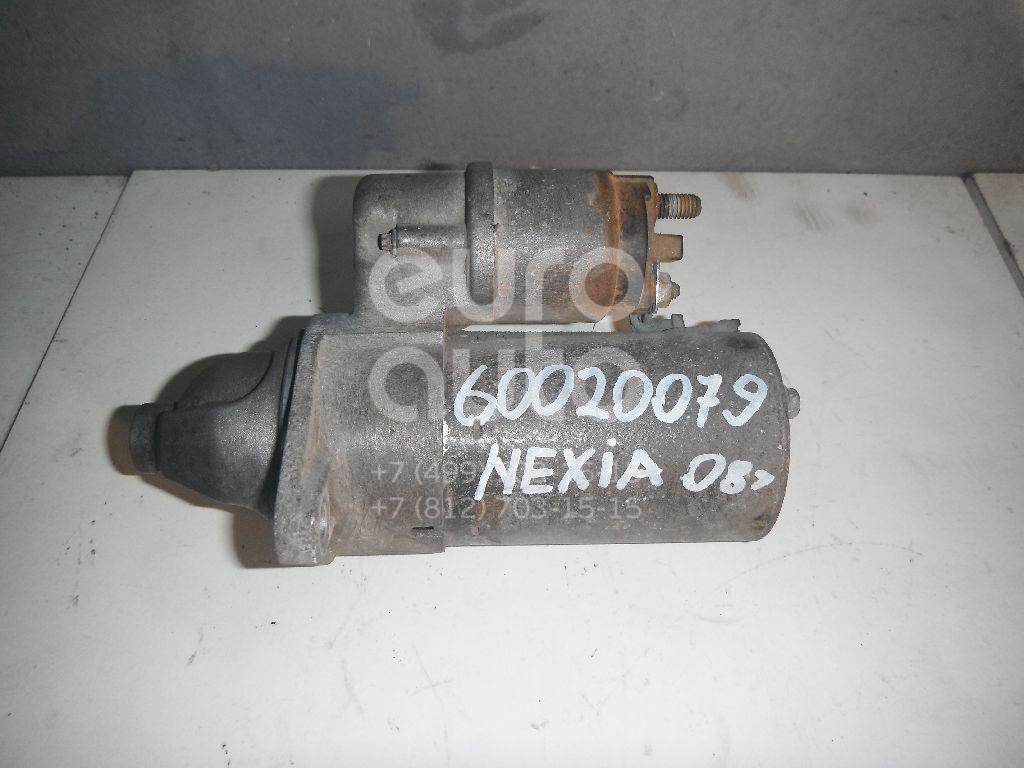 euro
auto
60020079
+7 (499)
NEXIA 08>
+7 (812) 703-15-15